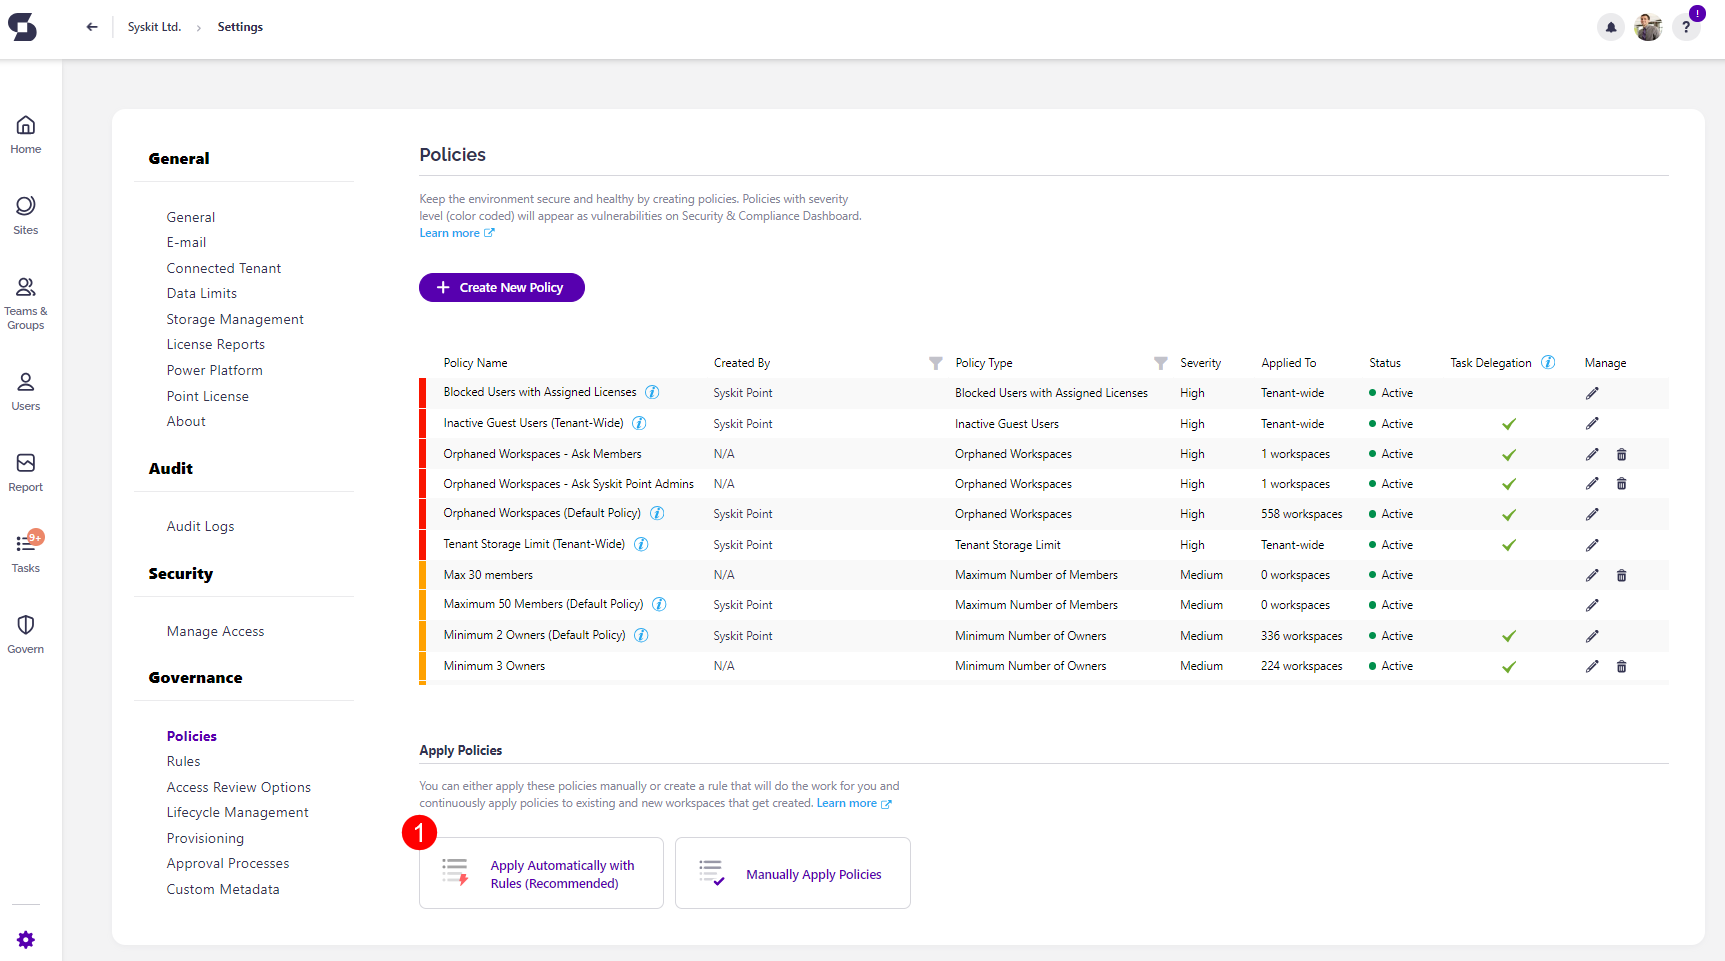 Syskit Ltd. › Settings
!
?
Home
Sites
Teams &
Groups
Users
Report
9+
Tasks
Govern
General
General
E-mail
Connected Tenant
Data Limits
Storage Management
License Reports
Power Platform
Point License
About
Audit
Audit Logs
Security
Manage Access
Governance
Policies
Rules
Access Review Options
Lifecycle Management
Provisioning
Approval Processes
Custom Metadata
Policies
Keep the environment secure and healthy by creating policies. Policies with severity
level (color coded) will appear as vulnerabilities on Security & Compliance Dashboard.
Learn more
+ Create New Policy
Policy Name Created By Policy Type Severity Applied To Status Task Delegation i Manage
Blocked Users with Assigned Licenses i Syskit Point Blocked Users with Assigned Licenses High Tenant-wide Active
Inactive Guest Users (Tenant-Wide) i Syskit Point Inactive Guest Users High Tenant-wide Active
Orphaned Workspaces - Ask Members N/A Orphaned Workspaces High 1 workspaces Active
Orphaned Workspaces - Ask Syskit Point Admins N/A Orphaned Workspaces High 1 workspaces Active
Orphaned Workspaces (Default Policy) i Syskit Point Orphaned Workspaces High 558 workspaces Active
Tenant Storage Limit (Tenant-Wide) i Syskit Point Tenant Storage Limit High Tenant-wide Active
Max 30 members N/A Maximum Number of Members Medium 0 workspaces Active
Maximum 50 Members (Default Policy) i Syskit Point Maximum Number of Members Medium 0 workspaces Active
Minimum 2 Owners (Default Policy) i Syskit Point Minimum Number of Owners Medium 336 workspaces Active
Minimum 3 Owners N/A Minimum Number of Owners Medium 224 workspaces Active
Apply Policies
You can either apply these policies manually or create a rule that will do the work for you and
continuously apply policies to existing and new workspaces that get created. Learn more
1
Apply Automatically with
Rules (Recommended)
Manually Apply Policies